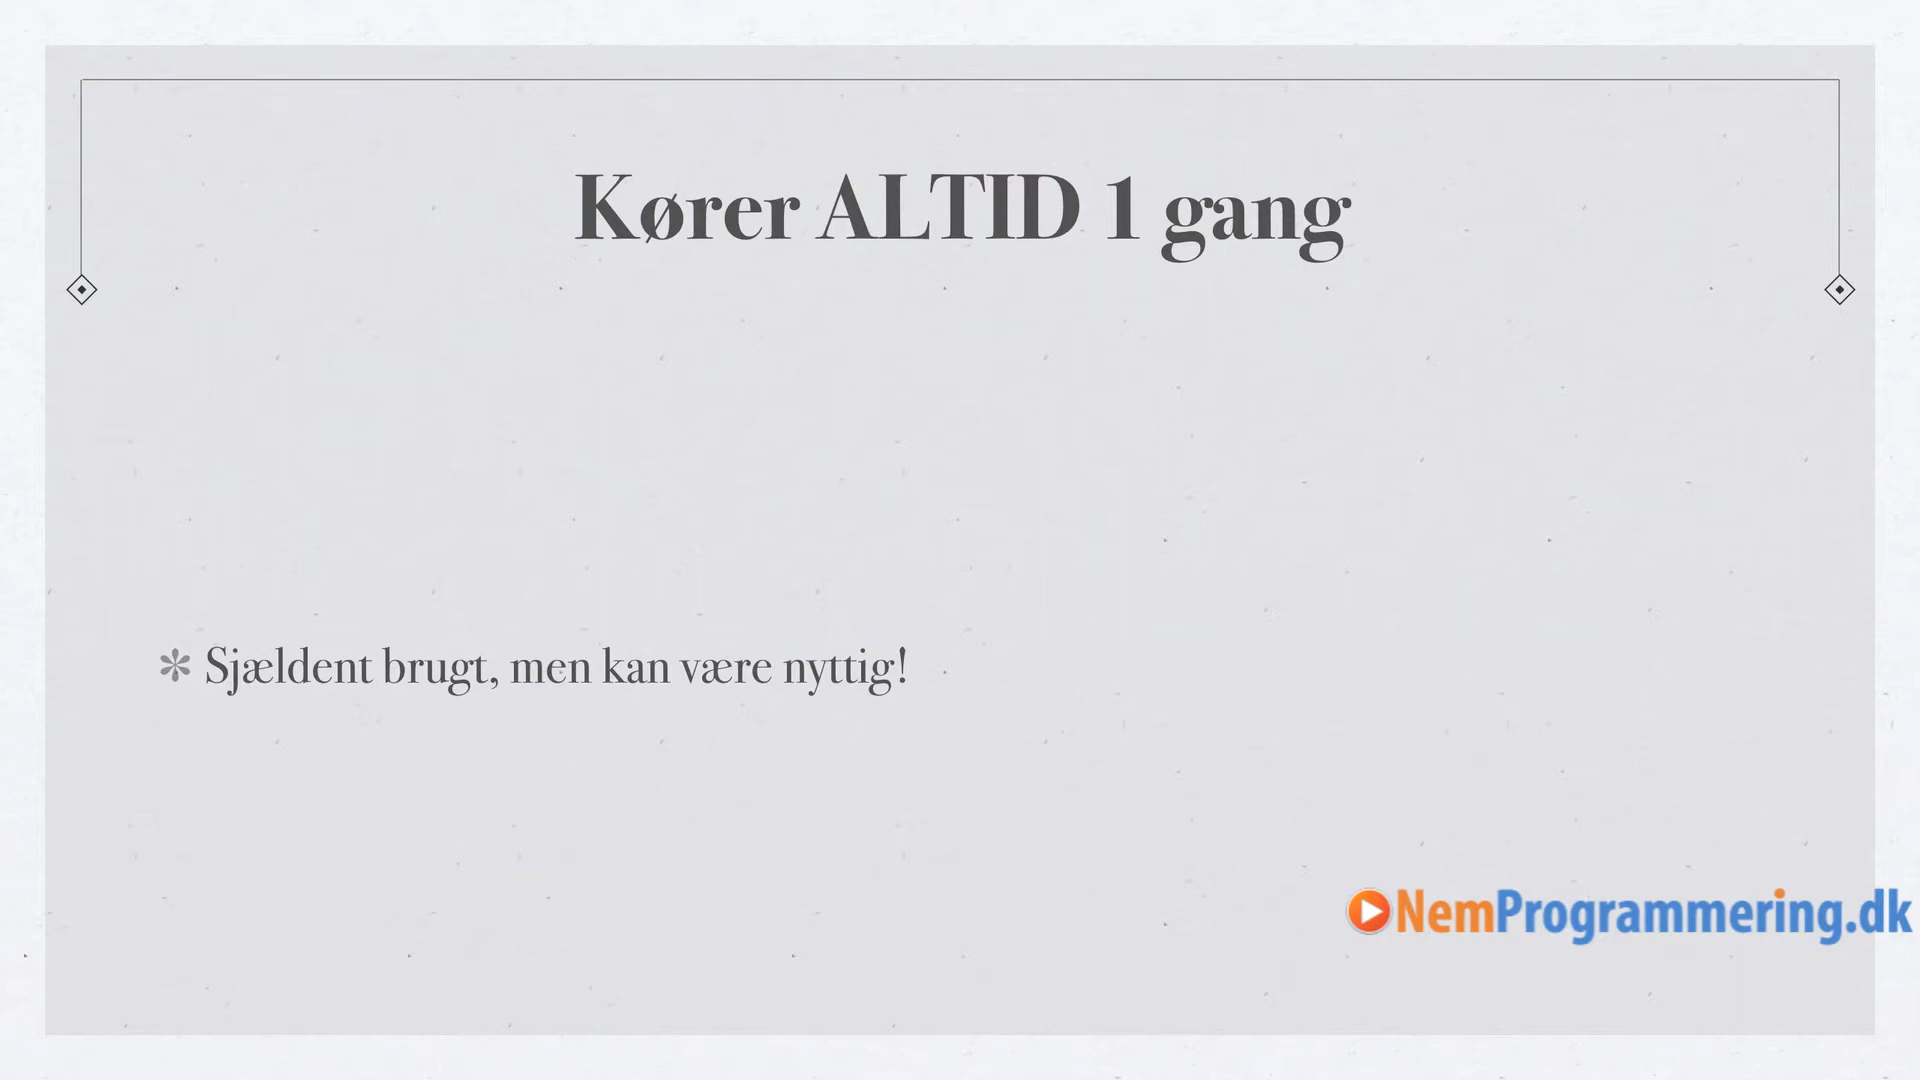 Kører ALTID 1 gang
✻ Sjældent brugt, men kan være nyttig!
NemProgrammering.dk